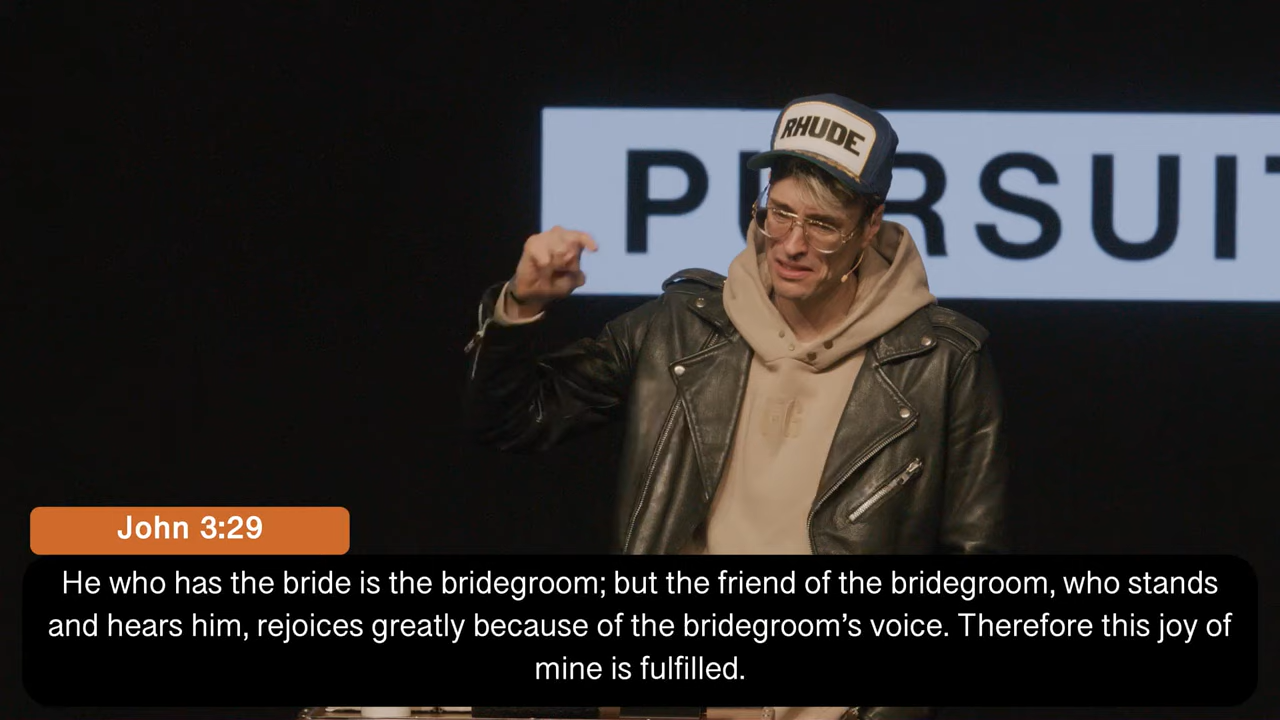 RHUDE
PURSUIT
John 3:29
He who has the bride is the bridegroom; but the friend of the bridegroom, who stands
and hears him, rejoices greatly because of the bridegroom’s voice. Therefore this joy of
mine is fulfilled.